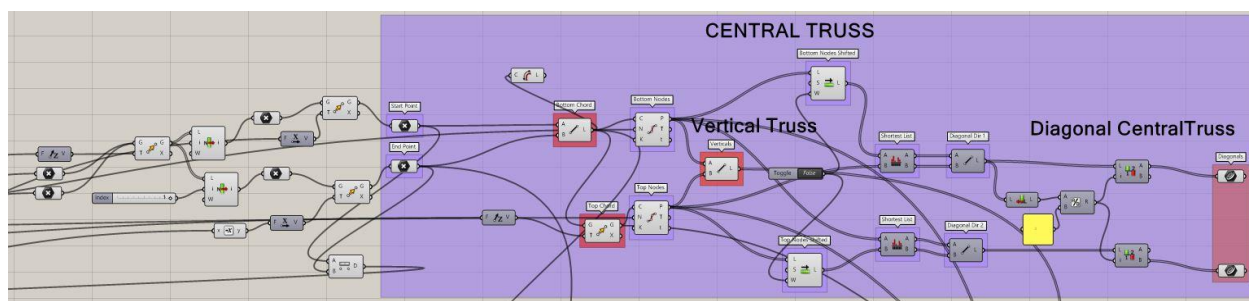 CENTRAL TRUSS
Bottom Nodes Shifted
Start Point
Bottom Chord
Bottom Nodes
Vertical Truss
Diagonal CentralTruss
End Point
Verticals
Shortest List
Diagonal Dir 1
Diagonals
Toggle False
Index 1
Top Nodes
Top Chord
Shortest List
Diagonal Dir 2
Top Nodes Shifted